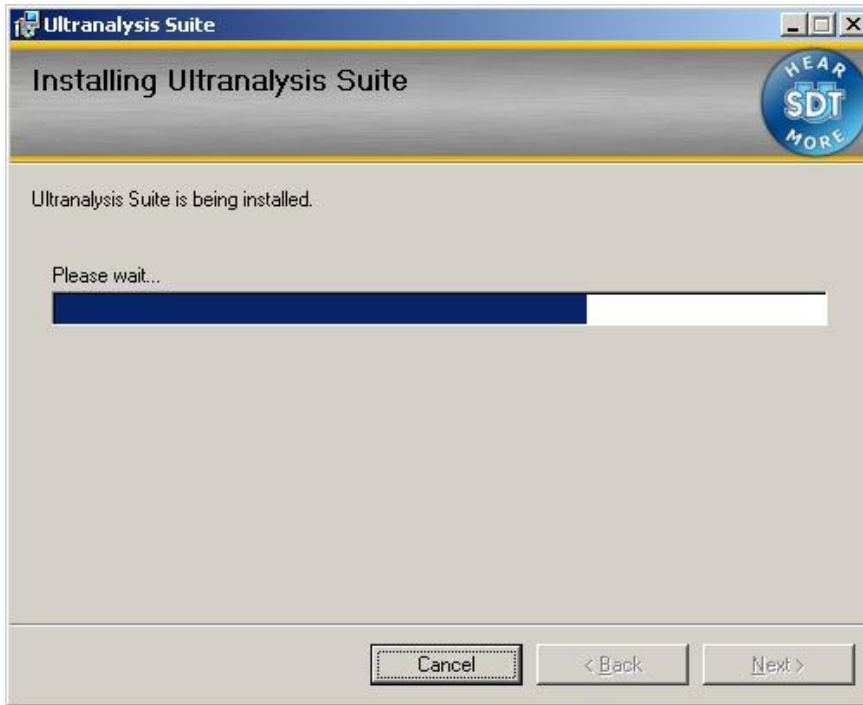 Ultranalysis Suite
Installing Ultranalysis Suite
HEAR
SDT
MORE
Ultranalysis Suite is being installed.
Please wait...
Cancel
< Back
Next >